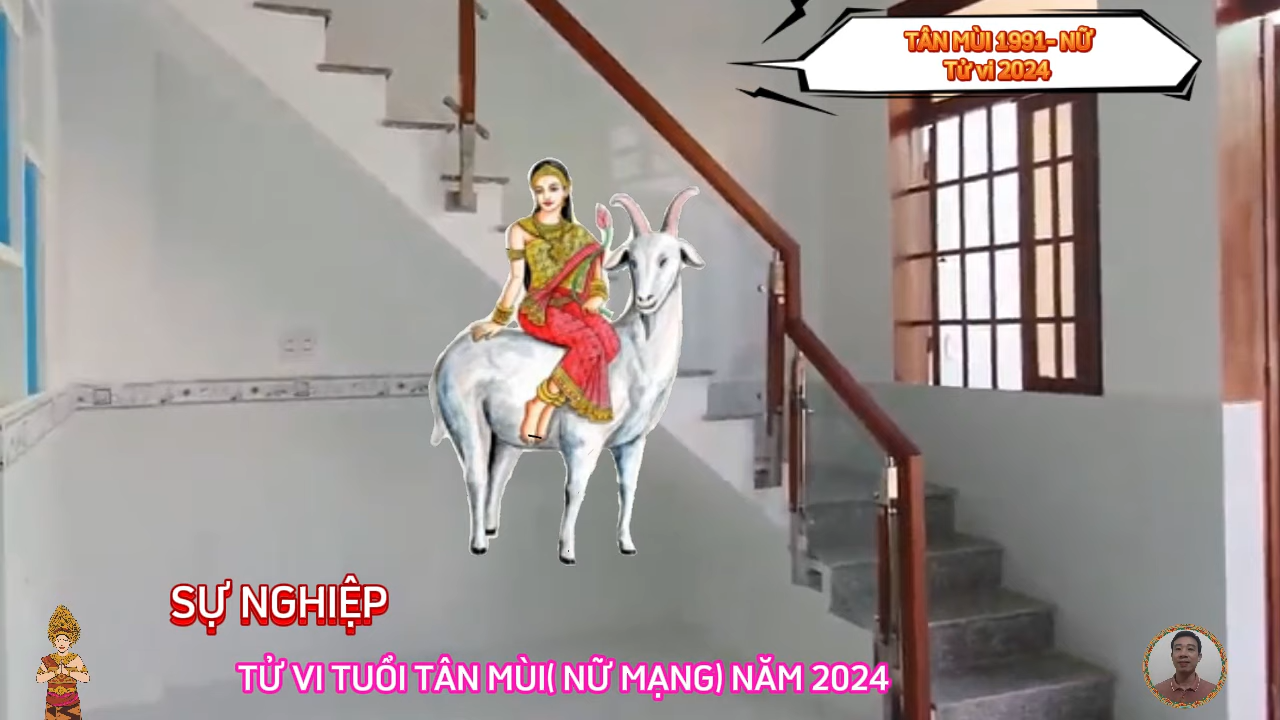 TÂN MÙI 1991- NỮ
Tử vi 2024
SỰ NGHIỆP
TỬ VI TUỔI TÂN MÙI( NỮ MẠNG) NĂM 2024